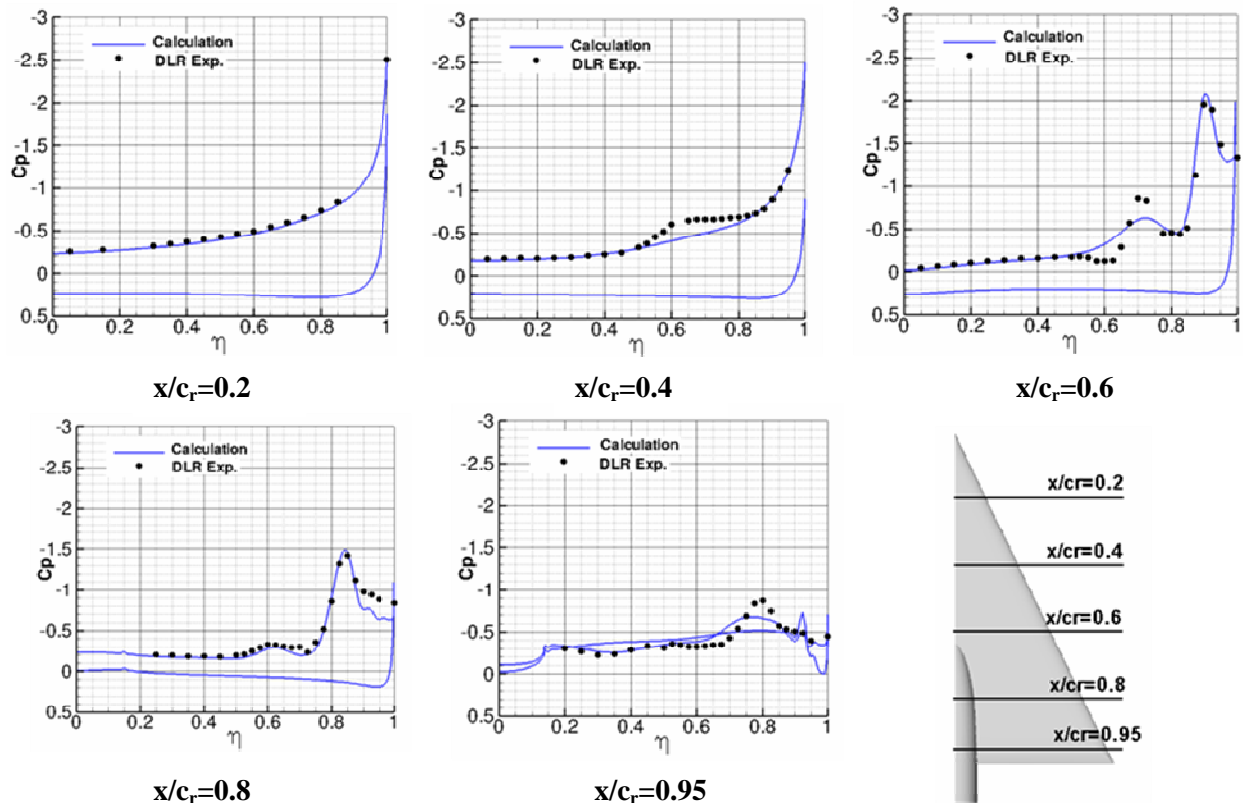 -3
-2.5
-2
-1.5
-1
-0.5
0
0.5
Cp
Calculation
DLR Exp.
0 0.2 0.4 0.6 0.8 1
η
x/cr=0.2
-3
-2.5
-2
-1.5
-1
-0.5
0
0.5
Cp
Calculation
DLR Exp.
0 0.2 0.4 0.6 0.8 1
η
x/cr=0.4
-3
-2.5
-2
-1.5
-1
-0.5
0
0.5
Cp
Calculation
DLR Exp.
0 0.2 0.4 0.6 0.8 1
η
x/cr=0.6
-3
-2.5
-2
-1.5
-1
-0.5
0
0.5
Cp
Calculation
DLR Exp.
0 0.2 0.4 0.6 0.8 1
η
x/cr=0.8
-3
-2.5
-2
-1.5
-1
-0.5
0
0.5
Cp
Calculation
DLR Exp.
0 0.2 0.4 0.6 0.8 1
η
x/cr=0.95
x/cr=0.2
x/cr=0.4
x/cr=0.6
x/cr=0.8
x/cr=0.95